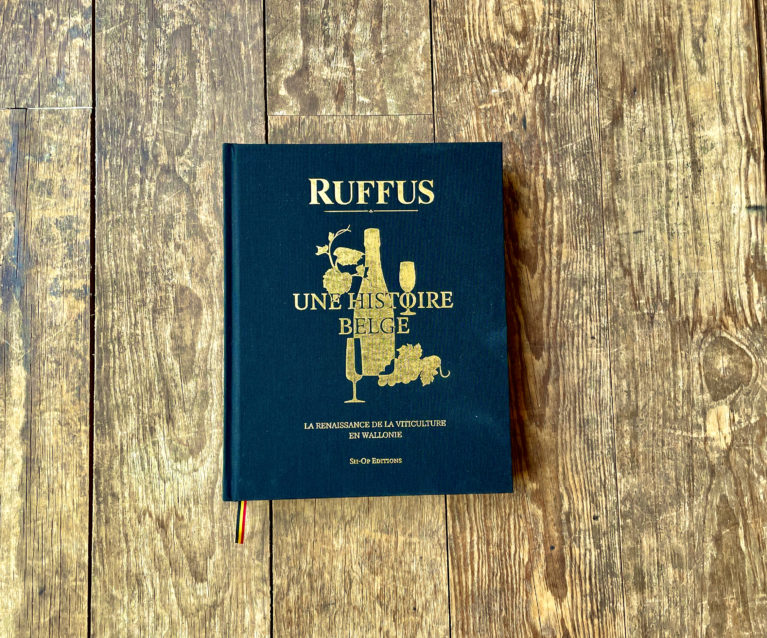 RUFFUS
UNE HISTOIRE
BELGE
LA RENAISSANCE DE LA VITICULTURE
EN WALLONIE
SH-OP EDITIONS